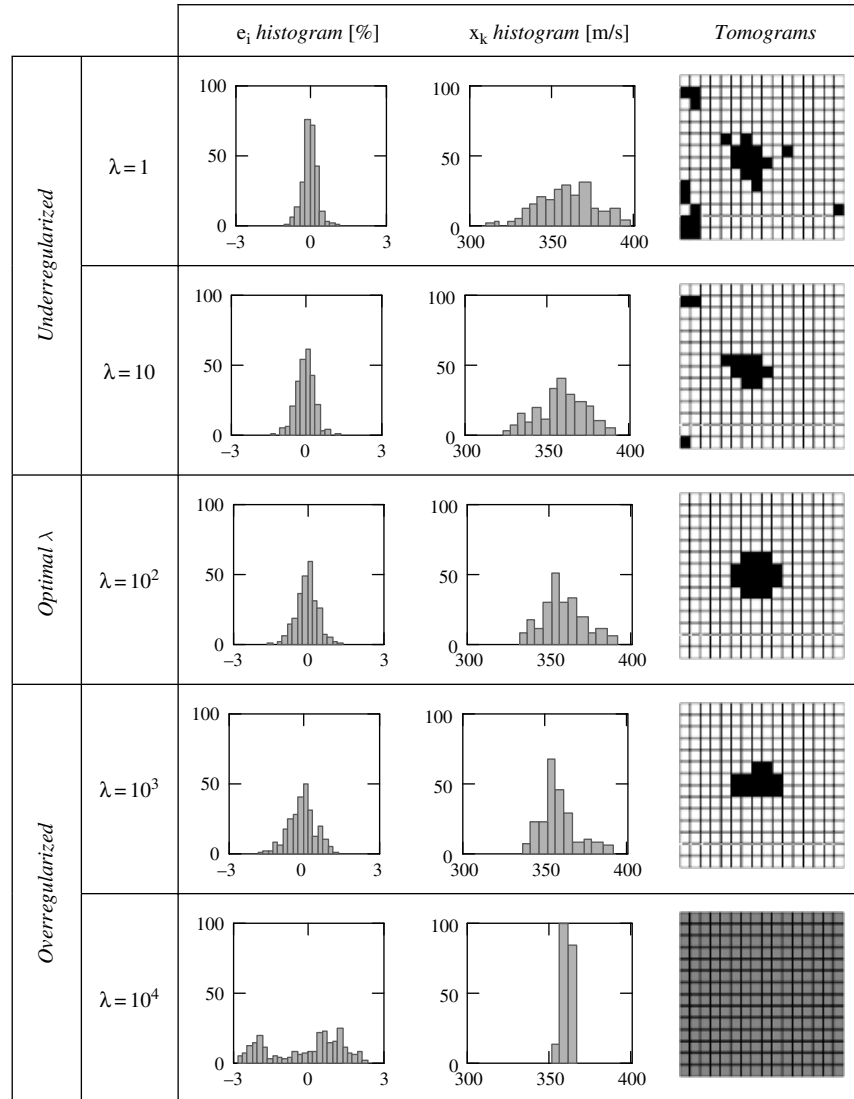 e_i histogram [%] x_k histogram [m/s] Tomograms
Underregularized
λ = 1
100
50
0
−3 0 3
100
50
0
300 350 400
λ = 10
100
50
0
−3 0 3
100
50
0
300 350 400
Optimal λ
λ = 10²
100
50
0
−3 0 3
100
50
0
300 350 400
Overregularized
λ = 10³
100
50
0
−3 0 3
100
50
0
300 350 400
λ = 10⁴
100
50
0
−3 0 3
100
50
0
300 350 400